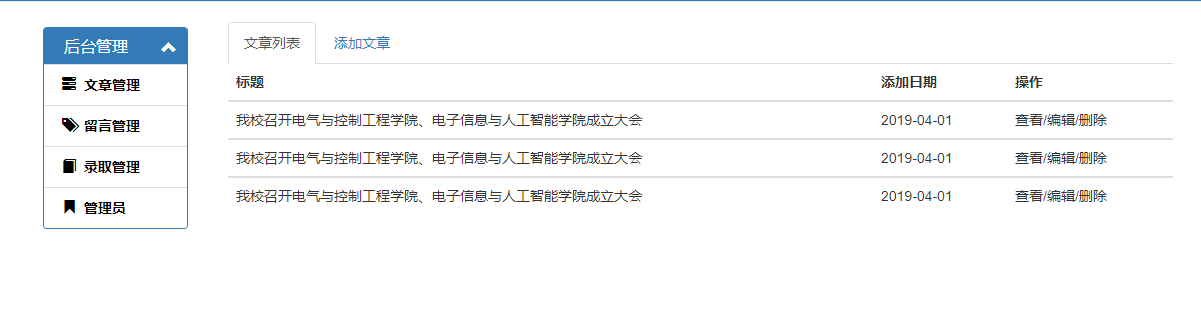 后台管理
文章管理
留言管理
录取管理
管理员
文章列表 添加文章
标题 添加日期 操作
我校召开电气与控制工程学院、电子信息与人工智能学院成立大会 2019-04-01 查看/编辑/删除
我校召开电气与控制工程学院、电子信息与人工智能学院成立大会 2019-04-01 查看/编辑/删除
我校召开电气与控制工程学院、电子信息与人工智能学院成立大会 2019-04-01 查看/编辑/删除